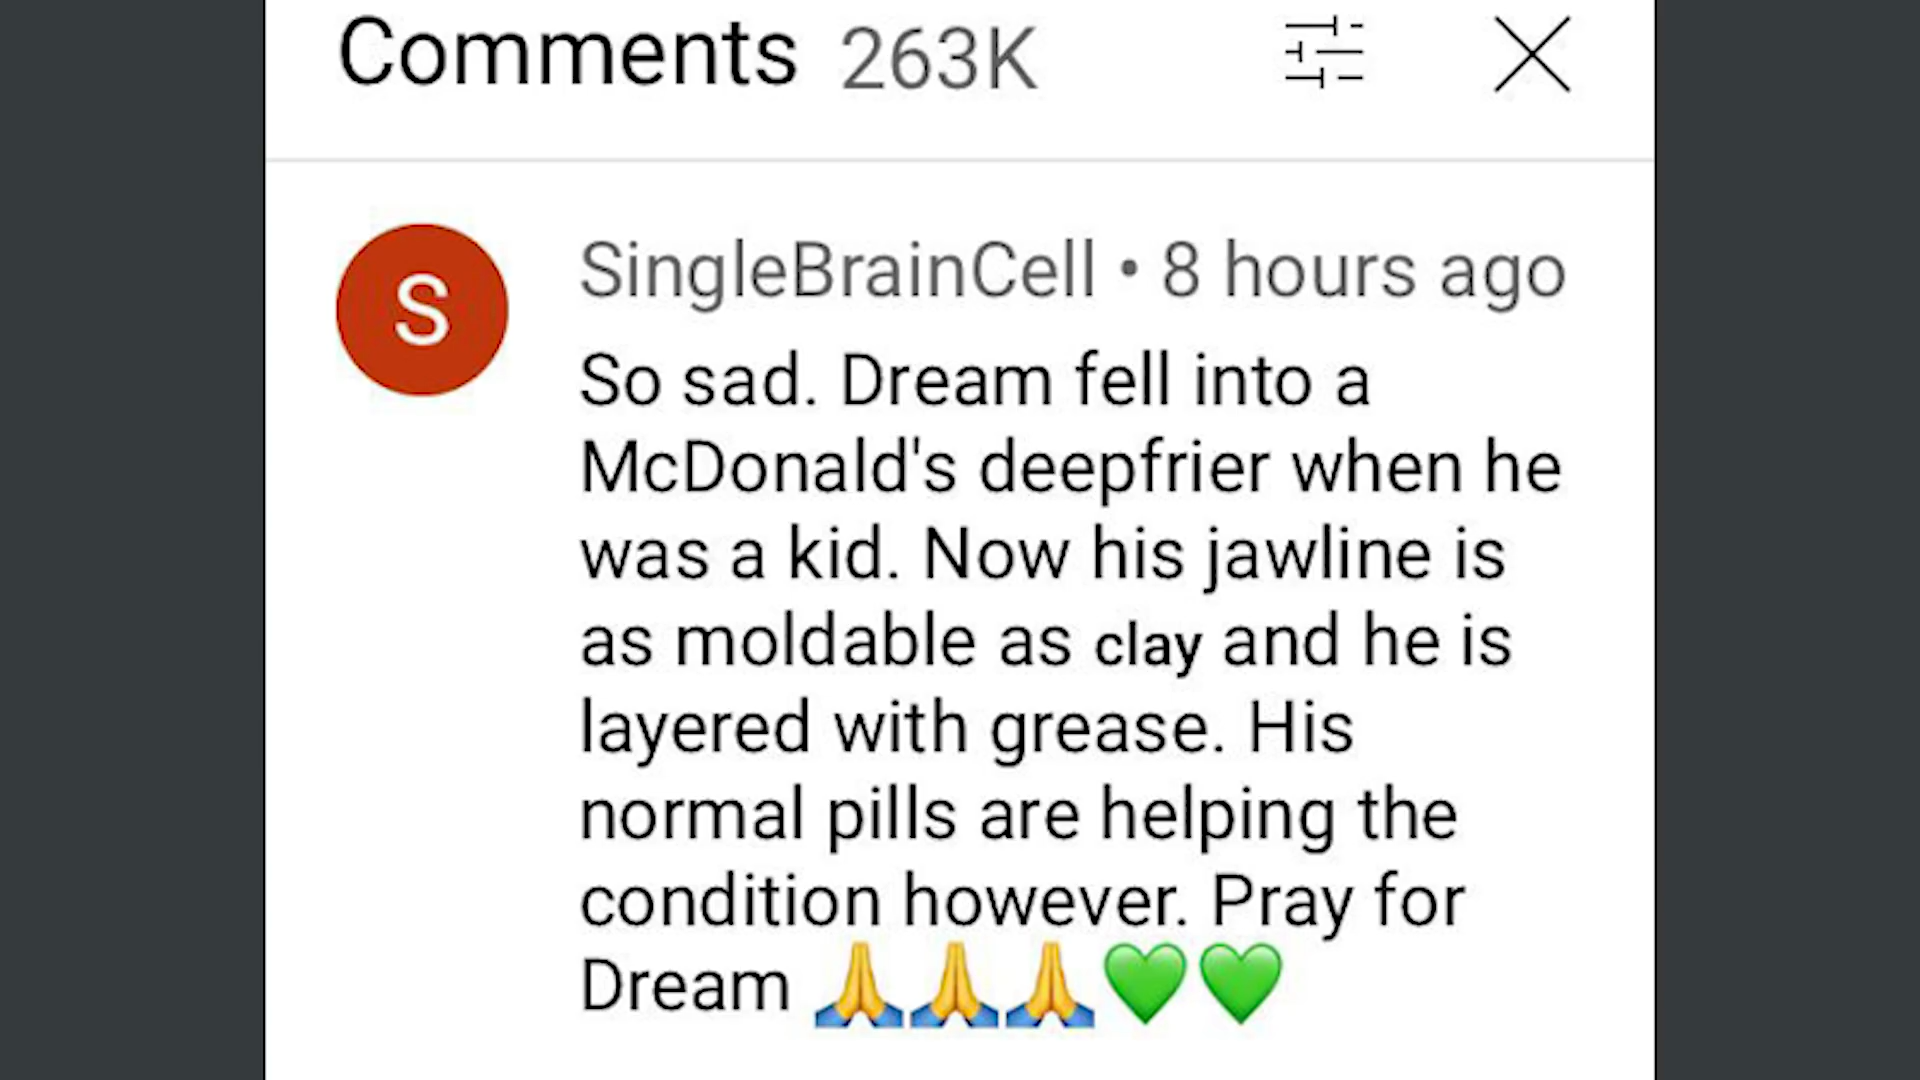 Comments 263K
S
SingleBrainCell • 8 hours ago
So sad. Dream fell into a
McDonald's deepfrier when he
was a kid. Now his jawline is
as moldable as clay and he is
layered with grease. His
normal pills are helping the
condition however. Pray for
Dream 🙏🙏🙏💚💚